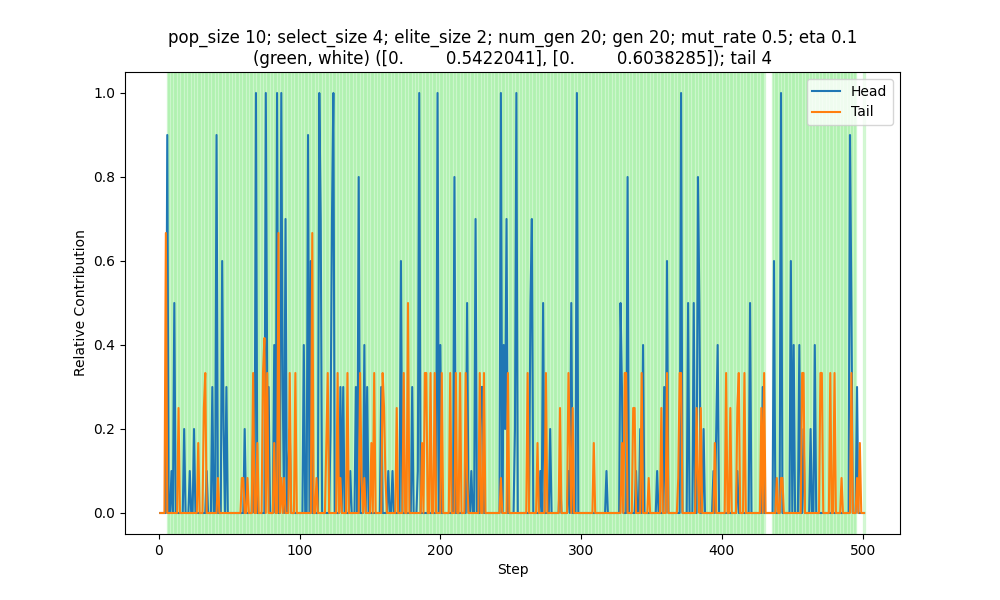 pop_size 10; select_size 4; elite_size 2; num_gen 20; gen 20; mut_rate 0.5; eta 0.1
(green, white) ([0.         0.5422041], [0.         0.6038285]); tail 4
Head
Tail
1.0
0.8
0.6
0.4
0.2
0.0
Relative Contribution
0 100 200 300 400 500
Step